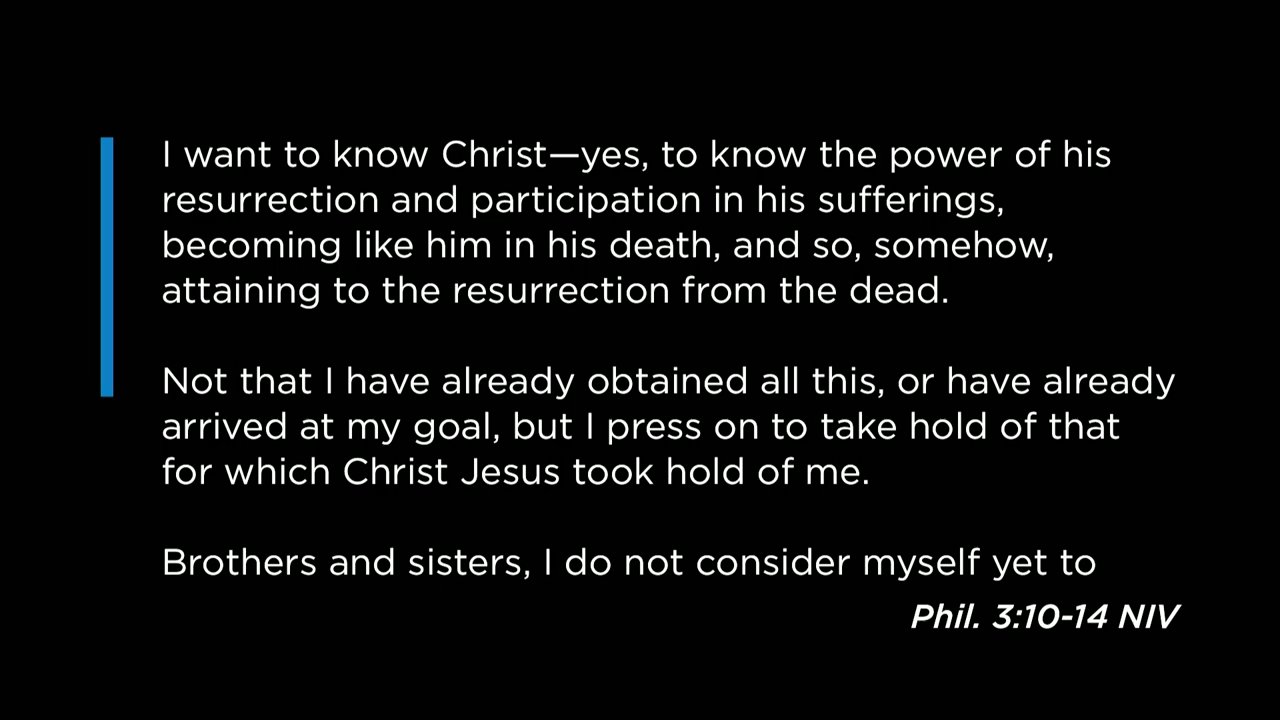 I want to know Christ—yes, to know the power of his
resurrection and participation in his sufferings,
becoming like him in his death, and so, somehow,
attaining to the resurrection from the dead.
Not that I have already obtained all this, or have already
arrived at my goal, but I press on to take hold of that
for which Christ Jesus took hold of me.
Brothers and sisters, I do not consider myself yet to
Phil. 3:10-14 NIV